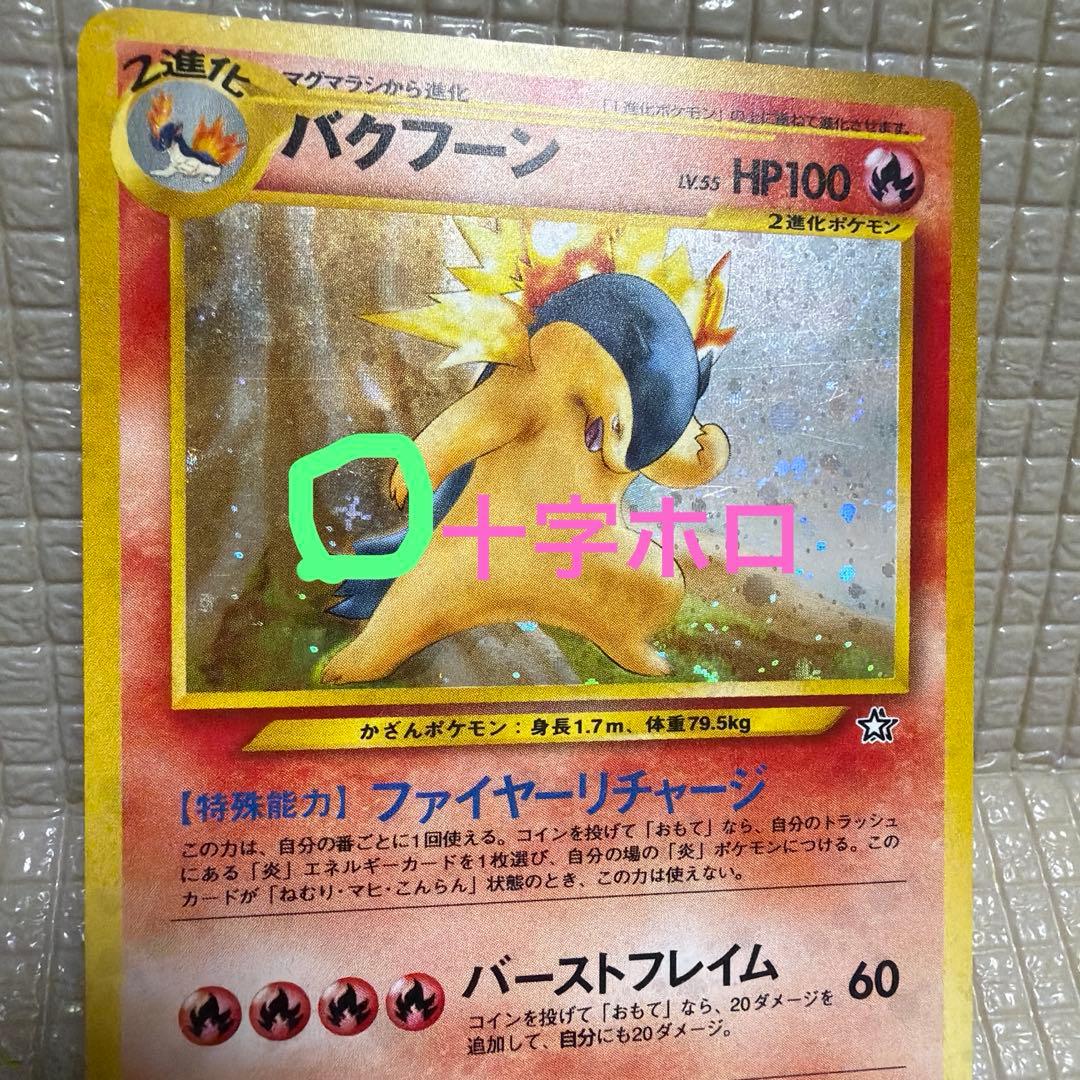 2進化
マグマラシから進化
「1進化ポケモン」の上に重ねて進化させます。
バクフーン
LV.55 HP100
2進化ポケモン
十字ホロ
かざんポケモン：身長1.7m、体重79.5kg
【特殊能力】ファイヤーリチャージ
この力は、自分の番ごとに1回使える。コインを投げて「おもて」なら、自分のトラッシュ
にある「炎」エネルギーカードを1枚選び、自分の場の「炎」ポケモンにつける。この
カードが「ねむり・マヒ・こんらん」状態のとき、この力は使えない。
バーストフレイム 60
コインを投げて「おもて」なら、20ダメージを
追加して、自分にも20ダメージ。